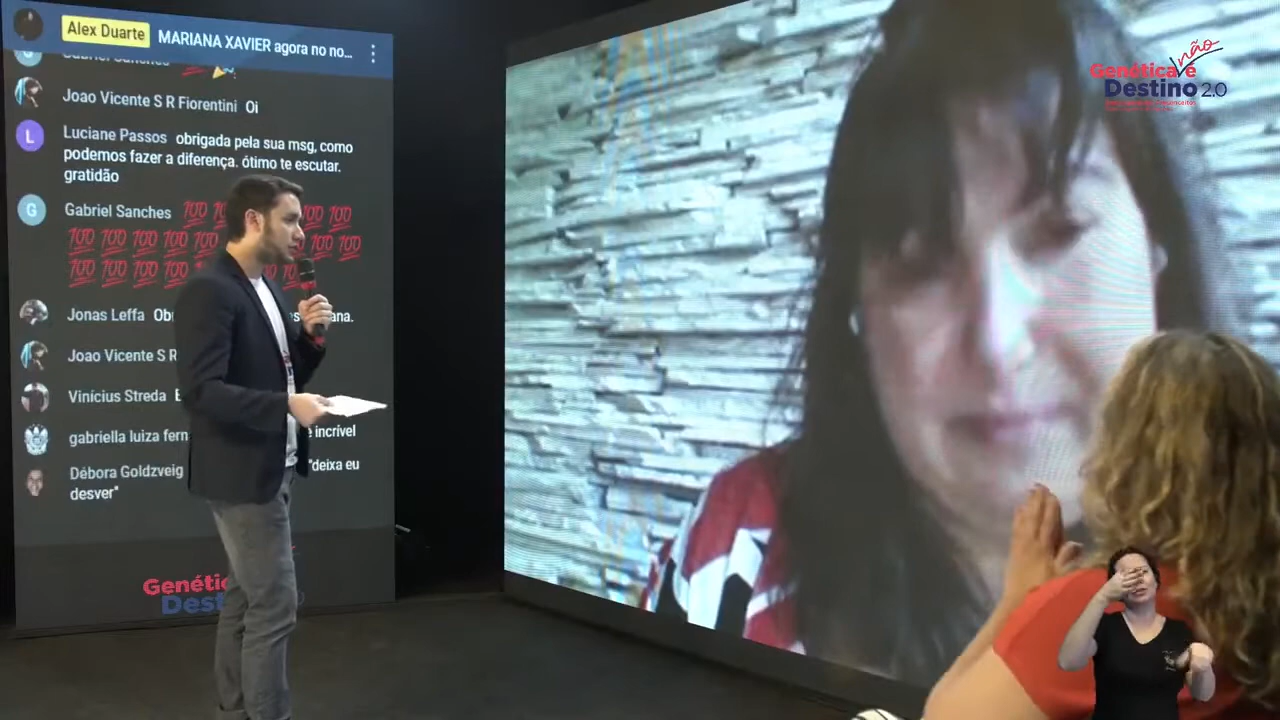 Alex Duarte MARIANA XAVIER agora no no...
Gabriel Sanches
Joao Vicente S R Fiorentini Oi
L Luciane Passos obrigada pela sua msg, como
podemos fazer a diferença. ótimo te escutar.
gratidão
G Gabriel Sanches 💯 💯 💯 💯
💯 💯 💯 💯 💯 💯 💯
💯 💯 💯 💯 💯
Jonas Leffa
Joao Vicente S R
Vinícius Streda
gabriella luiza incrível
Débora Goldzveig "deixa eu
desver"
não
Genética é
Destino 2.0